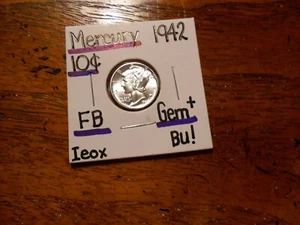 Mercury 1942
10¢
FB Gem+
Ieox Bu!